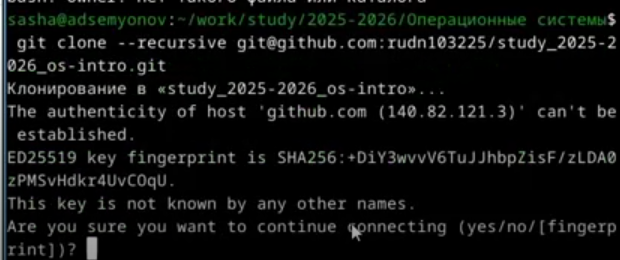 sasha@adsemyonov:~/work/study/2025-2026/Операционные системы$
git clone --recursive git@github.com:rudn103225/study_2025-2
026_os-intro.git
Клонирование в «study_2025-2026_os-intro»...
The authenticity of host 'github.com (140.82.121.3)' can't be
established.
ED25519 key fingerprint is SHA256:+DiY3wvvV6TuJJhbpZisF/zLDA0
zPMSvHdkr4UvCOqU.
This key is not known by any other names.
Are you sure you want to continue connecting (yes/no/[fingerp
rint])?